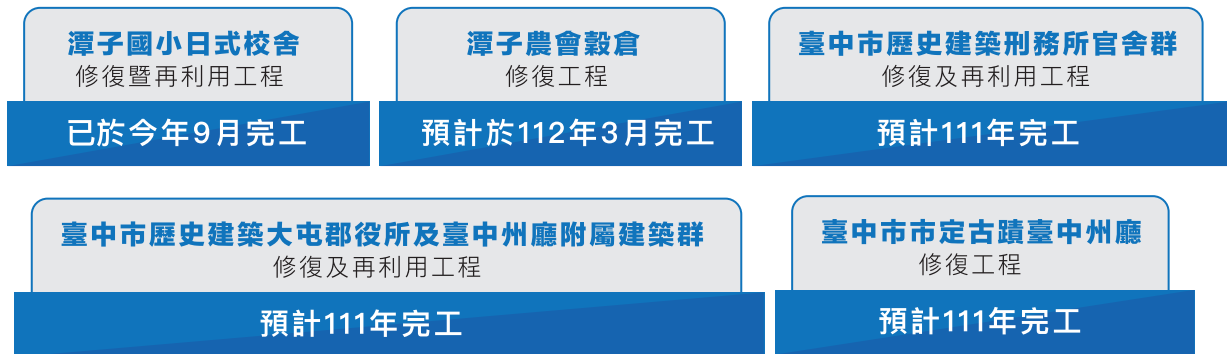 潭子國小日式校舍
修復暨再利用工程
已於今年9月完工
潭子農會穀倉
修復工程
預計於112年3月完工
臺中市歷史建築刑務所官舍群
修復及再利用工程
預計111年完工
臺中市歷史建築大屯郡役所及臺中州廳附屬建築群
修復及再利用工程
預計111年完工
臺中市市定古蹟臺中州廳
修復工程
預計111年完工